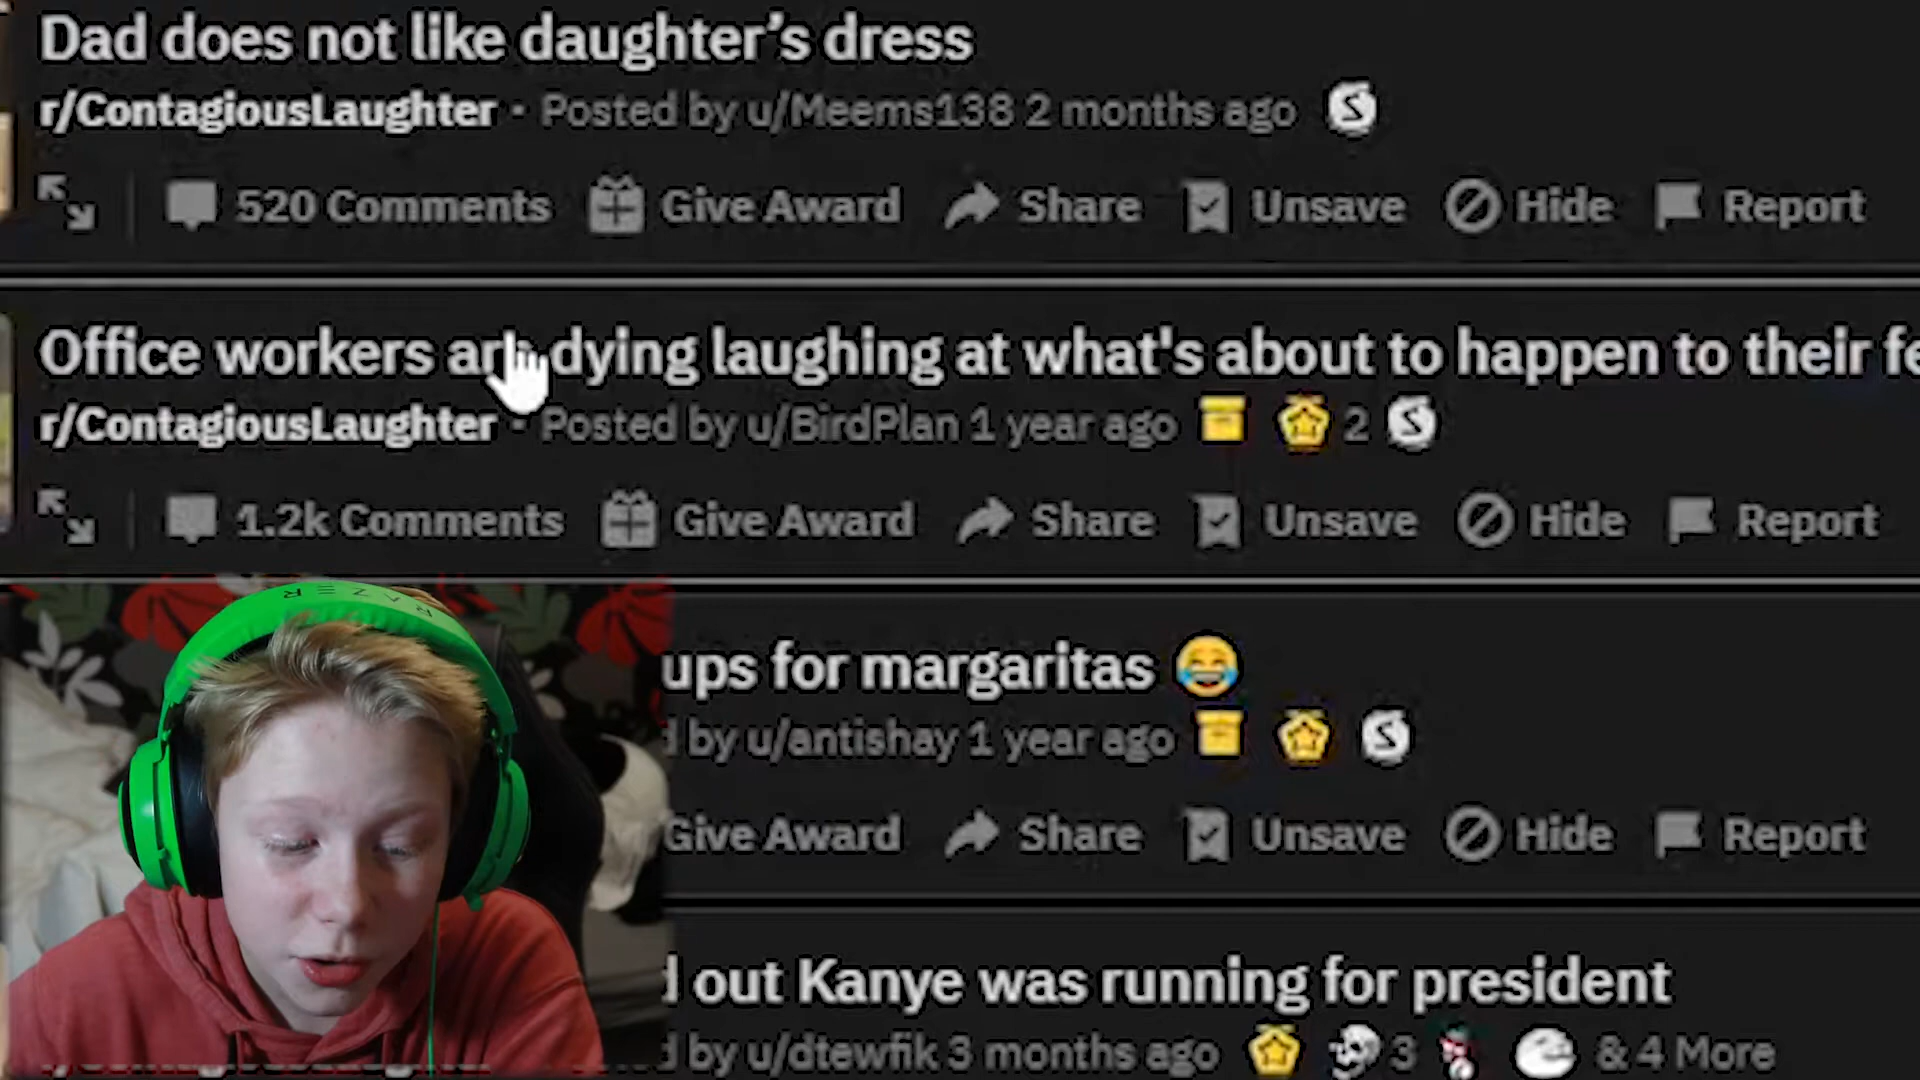 Dad does not like daughter's dress
r/ContagiousLaughter · Posted by u/Meems138 2 months ago
520 Comments Give Award Share Unsave Hide Report
Office workers are dying laughing at what's about to happen to their fe
r/ContagiousLaughter · Posted by u/BirdPlan 1 year ago 2
1.2k Comments Give Award Share Unsave Hide Report
RAZER
ups for margaritas 😂
d by u/antishay 1 year ago
Give Award Share Unsave Hide Report
d out Kanye was running for president
d by u/dtewfik 3 months ago 3 & 4 More